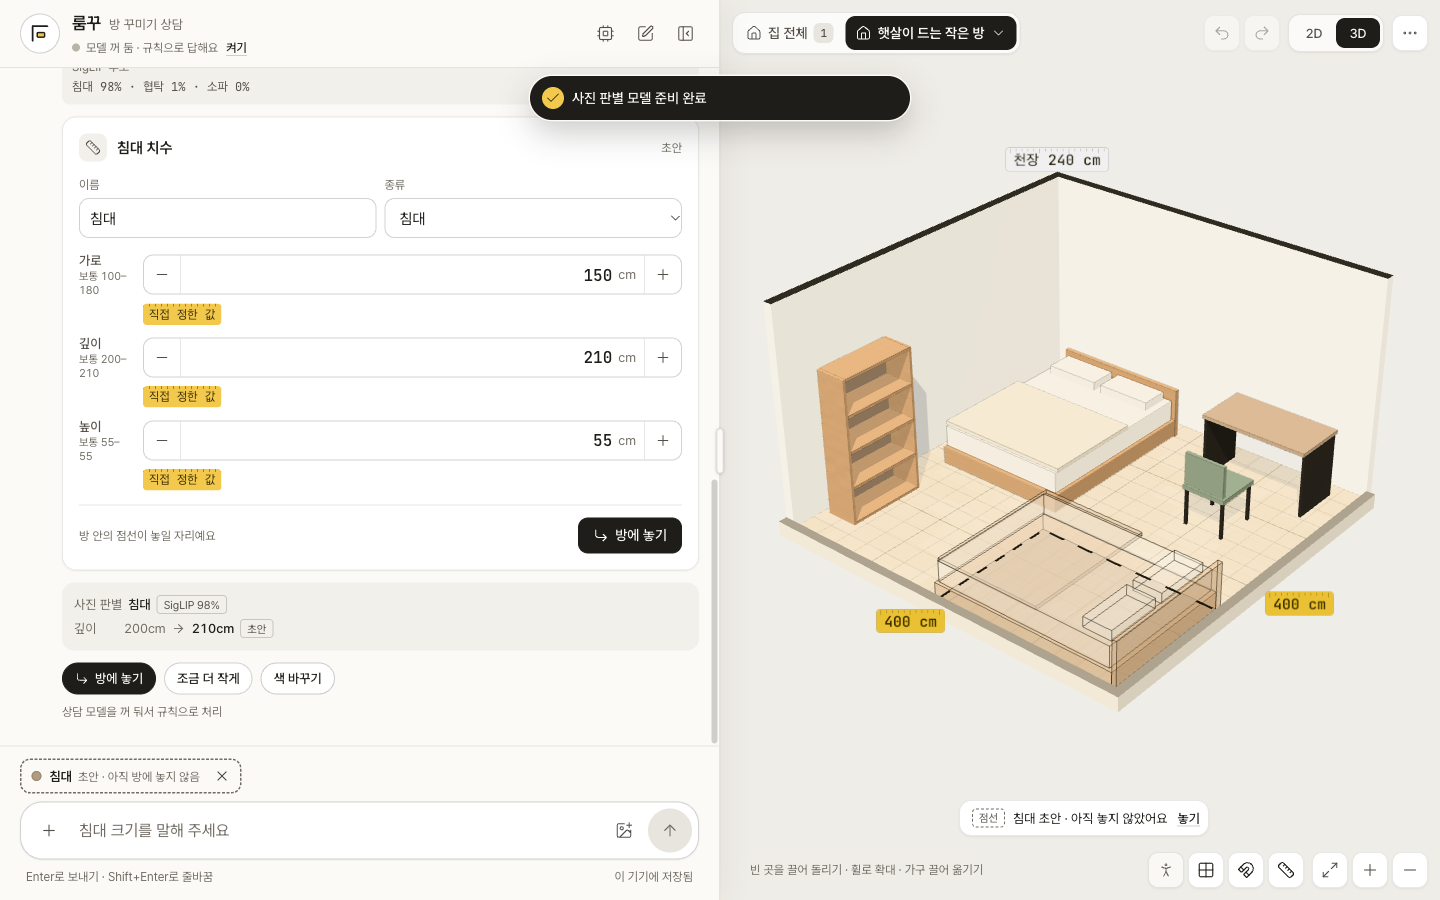 룸꾸 방 꾸미기 상담
모델 꺼 둠 · 규칙으로 답해요 켜기
침대 98% · 협탁 1% · 소파 0%
침대 치수
초안
이름
종류
침대
침대
가로
보통 100–
180
150 cm
직접 정한 값
깊이
보통 200–
210
210 cm
직접 정한 값
높이
보통 55–
55
55 cm
직접 정한 값
방 안의 점선이 놓일 자리예요
방에 놓기
사진 판별 침대 SigLIP 98%
깊이 200cm → 210cm 초안
방에 놓기
조금 더 작게
색 바꾸기
상담 모델을 꺼 둬서 규칙으로 처리
침대 초안 · 아직 방에 놓지 않음
침대 크기를 말해 주세요
Enter로 보내기 · Shift+Enter로 줄바꿈
이 기기에 저장됨
집 전체 1
햇살이 드는 작은 방
2D
3D
사진 판별 모델 준비 완료
천장 240 cm
400 cm
400 cm
점선 침대 초안 · 아직 놓지 않았어요 놓기
빈 곳을 끌어 돌리기 · 휠로 확대 · 가구 끌어 옮기기